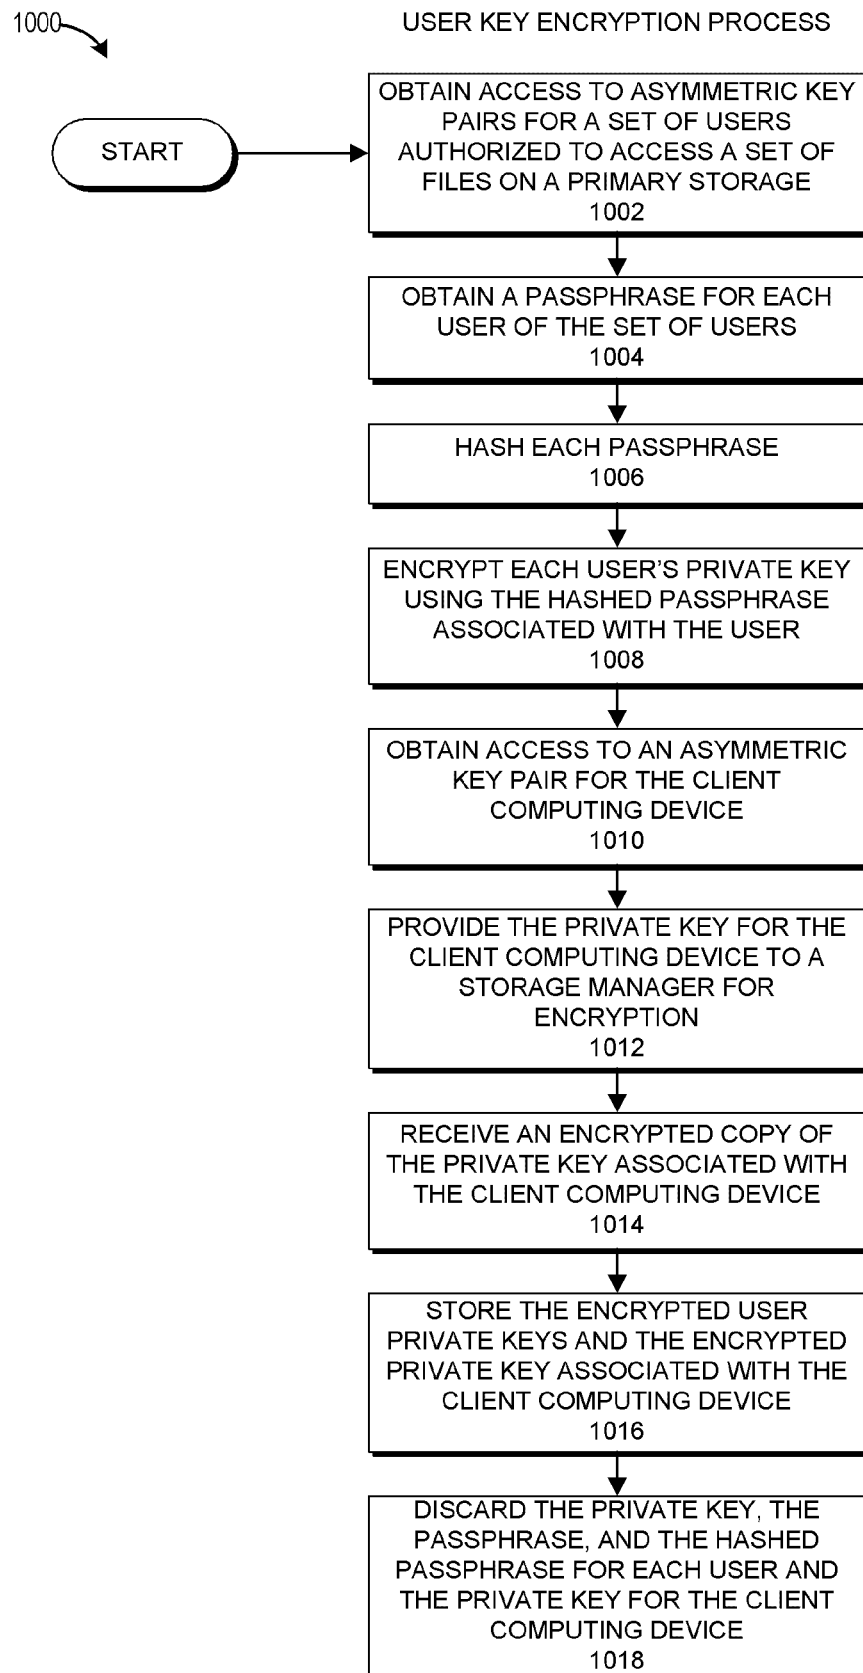 1000
USER KEY ENCRYPTION PROCESS
START
OBTAIN ACCESS TO ASYMMETRIC KEY
PAIRS FOR A SET OF USERS
AUTHORIZED TO ACCESS A SET OF
FILES ON A PRIMARY STORAGE
1002
OBTAIN A PASSPHRASE FOR EACH
USER OF THE SET OF USERS
1004
HASH EACH PASSPHRASE
1006
ENCRYPT EACH USER’S PRIVATE KEY
USING THE HASHED PASSPHRASE
ASSOCIATED WITH THE USER
1008
OBTAIN ACCESS TO AN ASYMMETRIC
KEY PAIR FOR THE CLIENT
COMPUTING DEVICE
1010
PROVIDE THE PRIVATE KEY FOR THE
CLIENT COMPUTING DEVICE TO A
STORAGE MANAGER FOR
ENCRYPTION
1012
RECEIVE AN ENCRYPTED COPY OF
THE PRIVATE KEY ASSOCIATED WITH
THE CLIENT COMPUTING DEVICE
1014
STORE THE ENCRYPTED USER
PRIVATE KEYS AND THE ENCRYPTED
PRIVATE KEY ASSOCIATED WITH THE
CLIENT COMPUTING DEVICE
1016
DISCARD THE PRIVATE KEY, THE
PASSPHRASE, AND THE HASHED
PASSPHRASE FOR EACH USER AND
THE PRIVATE KEY FOR THE CLIENT
COMPUTING DEVICE
1018